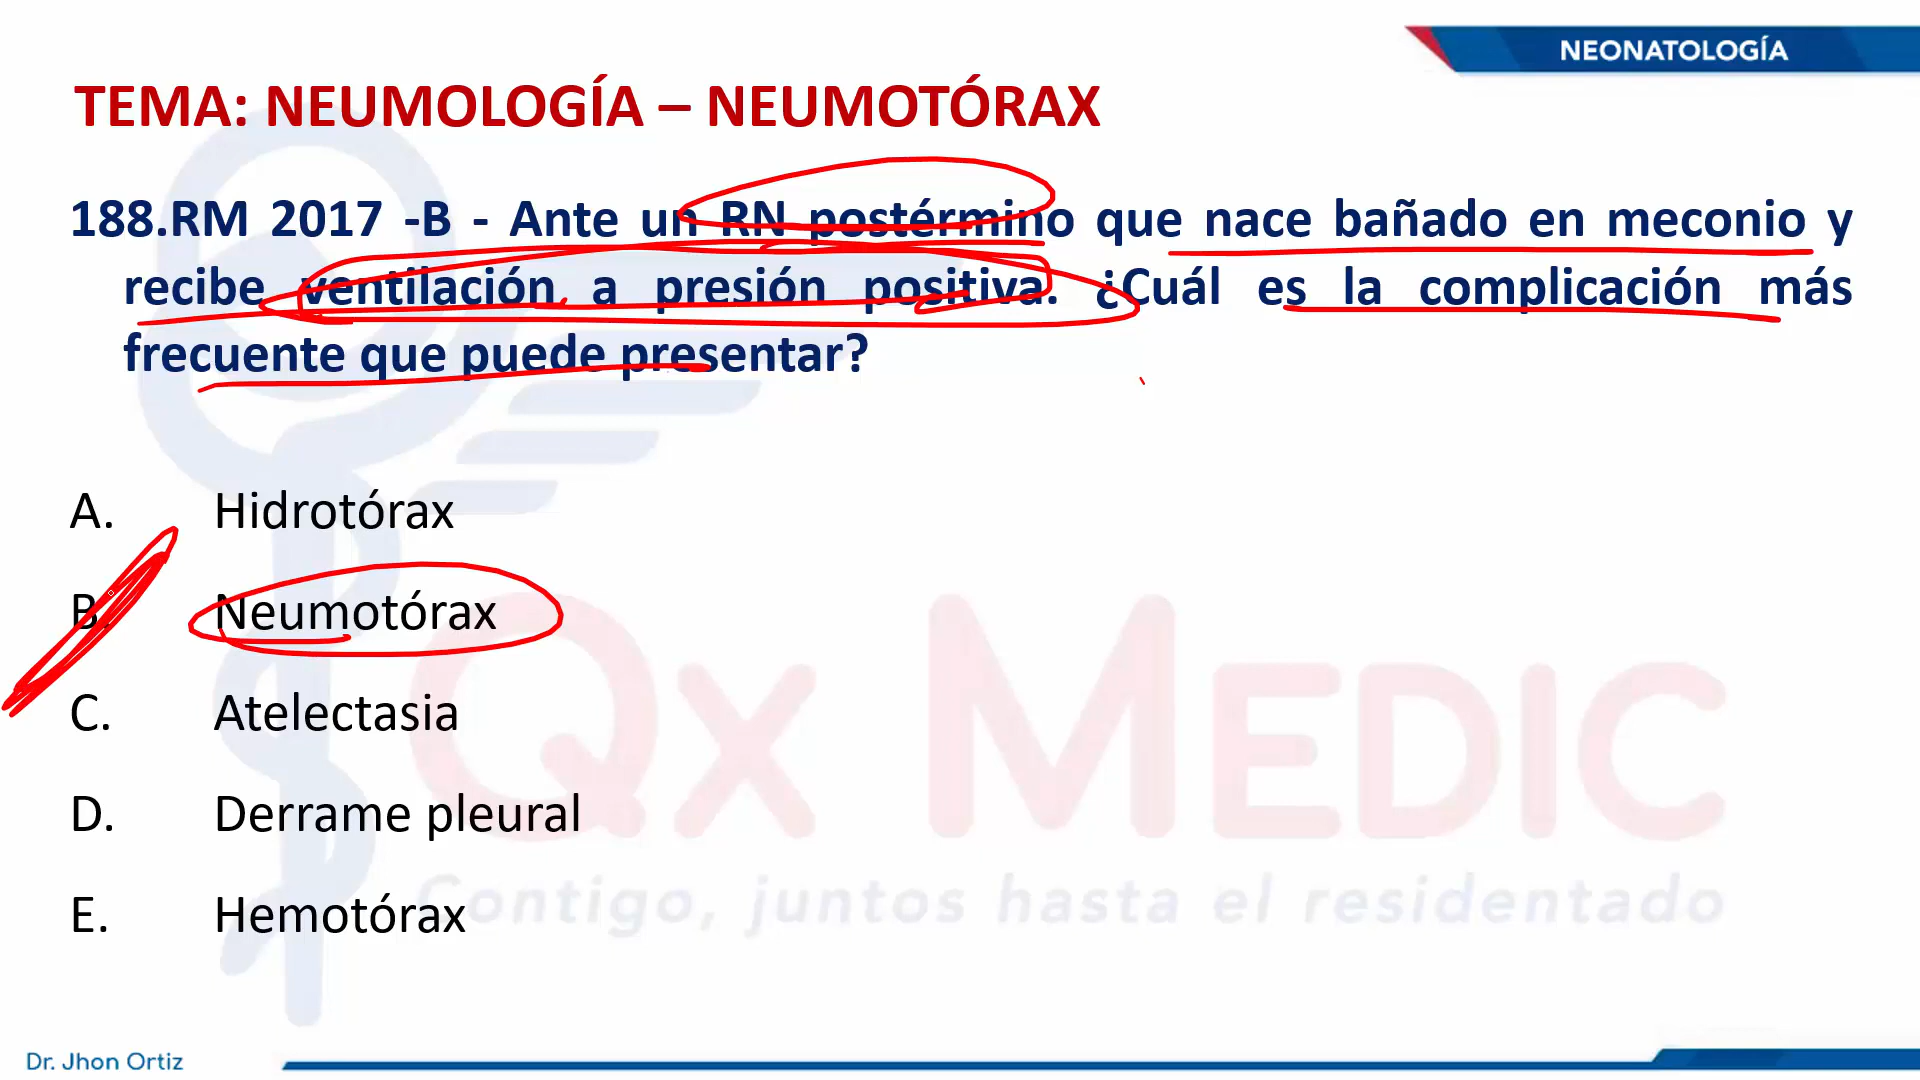 NEONATOLOGÍA
TEMA: NEUMOLOGÍA – NEUMOTÓRAX
188.RM 2017 -B - Ante un RN postérmino que nace bañado en meconio y
recibe ventilación a presión positiva. ¿Cuál es la complicación más
frecuente que puede presentar?
A. Hidrotórax
B. Neumotórax
C. Atelectasia
D. Derrame pleural
E. Hemotórax
Qx MEDIC
Contigo, juntos hasta el residentado
Dr. Jhon Ortiz